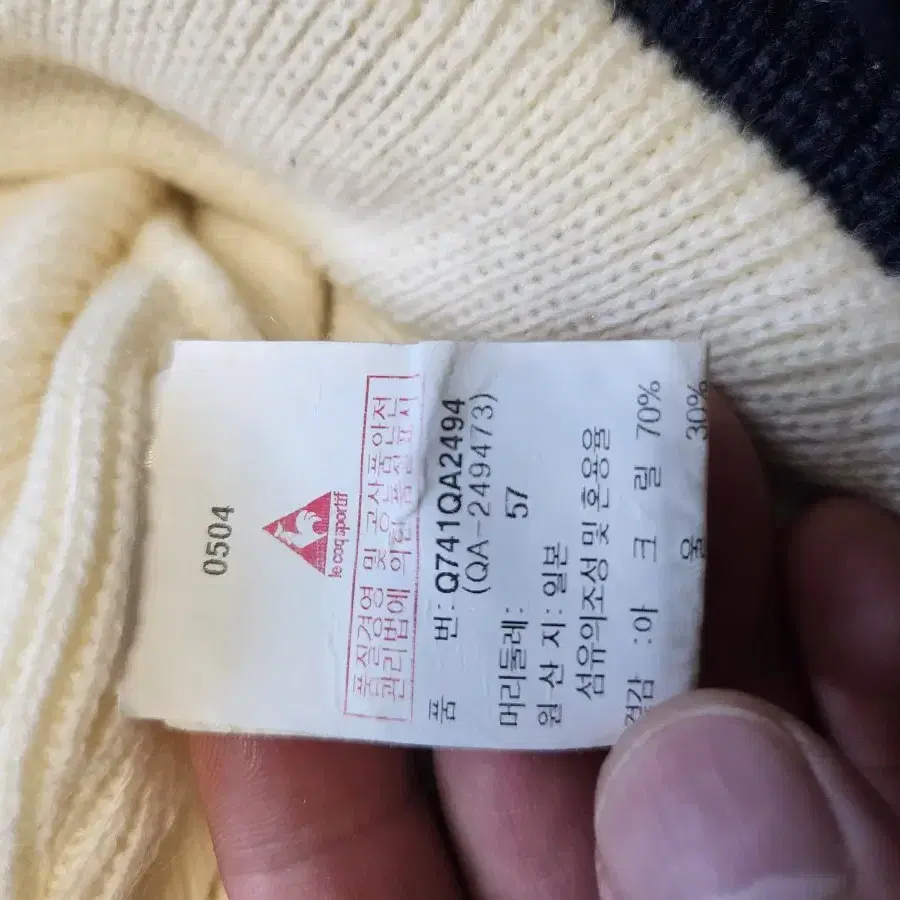 0504
le coq sportif
품질경영 및 공산품안전
관리법에 의한 품질표시
품 번: Q741QA2494
(QA-249473)
머리둘레: 57
원 산 지: 일본
섬유의조성 및 혼용율
겉감 :아 크 릴 70%
울 30%